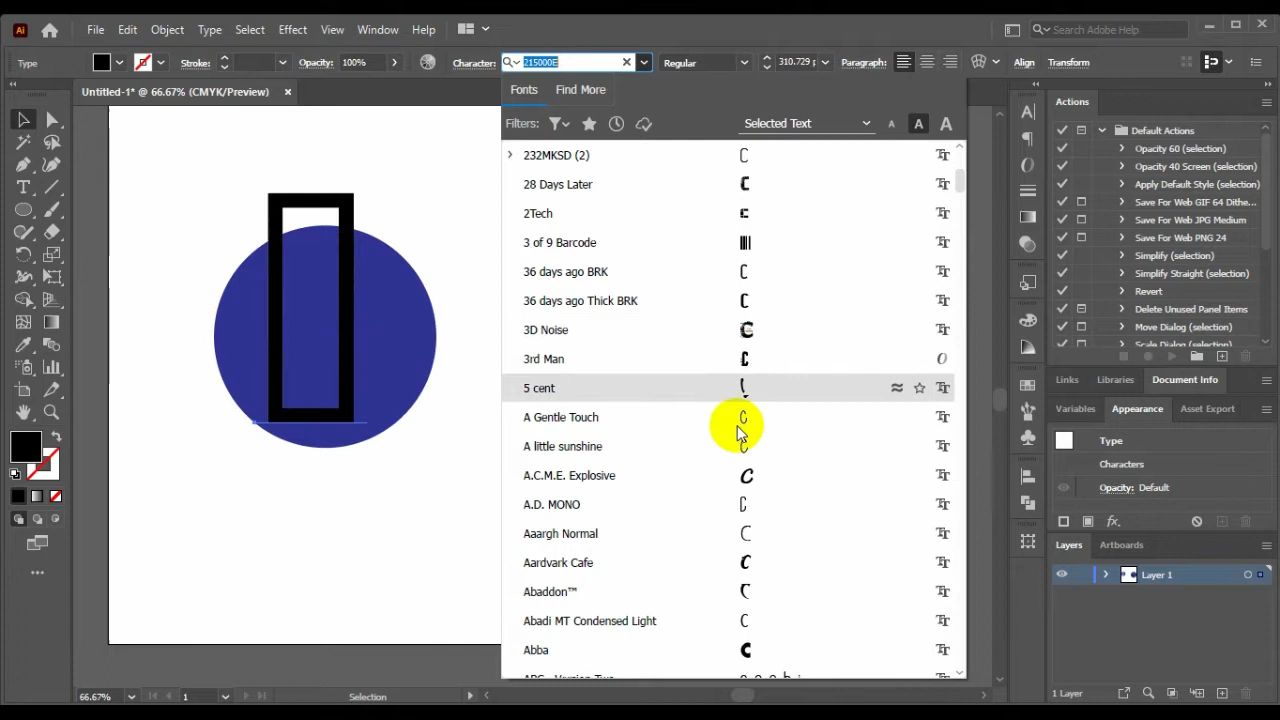 Ai File Edit Object Type Select Effect View Window Help Search Adobe Help
Type Stroke: Opacity: 100% Character: 215000E Regular 310.729 p Paragraph: Align Transform
Untitled-1* @ 66.67% (CMYK/Preview) ×
Fonts Find More
Filters: Selected Text A A A
232MKSD (2) C
28 Days Later C
2Tech C
3 of 9 Barcode
36 days ago BRK C
36 days ago Thick BRK C
3D Noise C
3rd Man C
5 cent
A Gentle Touch C
A little sunshine C
A.C.M.E. Explosive C
A.D. MONO C
Aargh Normal C
Aardvark Cafe C
Abaddon™ C
Abadi MT Condensed Light C
Abba C
Actions
Default Actions
Opacity 60 (selection)
Opacity 40 Screen (selection)
Apply Default Style (selection)
Save For Web GIF 64 Dithe...
Save For Web JPG Medium
Save For Web PNG 24
Simplify (selection)
Simplify Straight (selection)
Revert
Delete Unused Panel Items
Move Dialog (selection)
Scale Dialog (selection)
Links Libraries Document Info
Variables Appearance Asset Export
Type
Characters
Opacity: Default
fx
Layers Artboards
Layer 1
66.67% 1 Selection 1 Layer